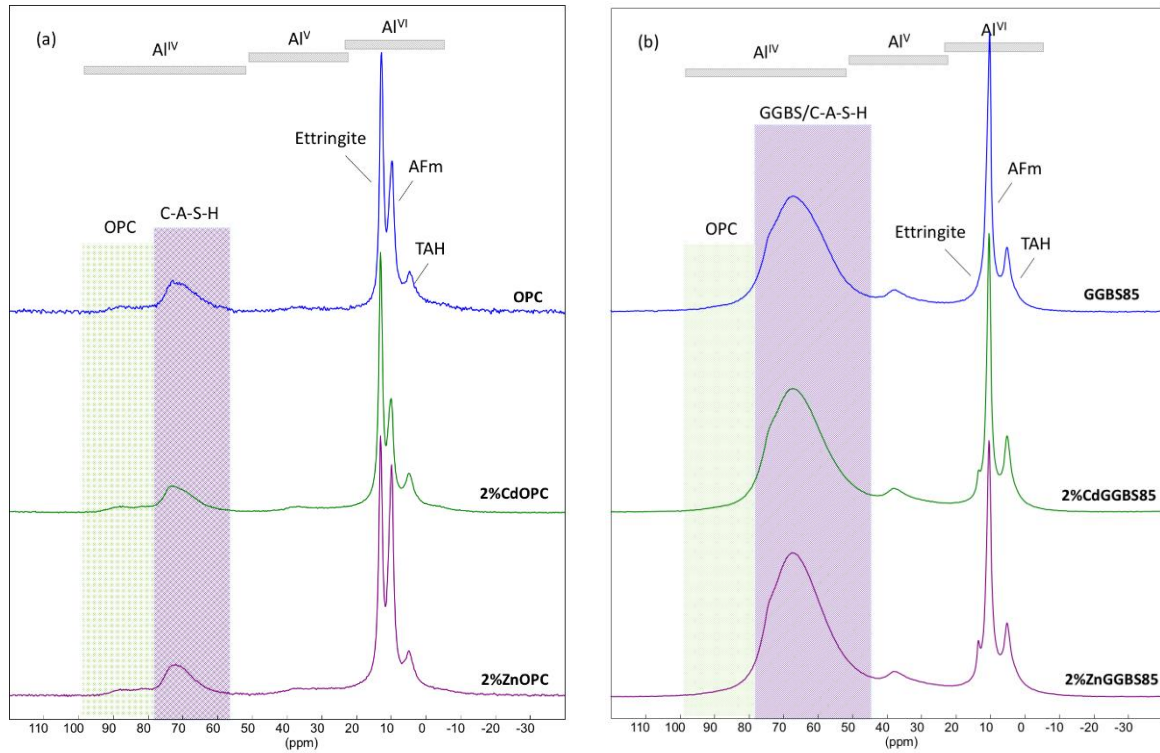 (a)
Al^IV
Al^V
Al^VI
Ettringite
AFm
TAH
OPC
C-A-S-H
OPC
2%CdOPC
2%ZnOPC
110 100 90 80 70 60 50 40 30 20 10 0 -10 -20 -30
(ppm)
(b)
Al^IV
Al^V
Al^VI
GGBS/C-A-S-H
AFm
OPC
Ettringite
TAH
GGBS85
2%CdGGBS85
2%ZnGGBS85
110 100 90 80 70 60 50 40 30 20 10 0 -10 -20 -30
(ppm)